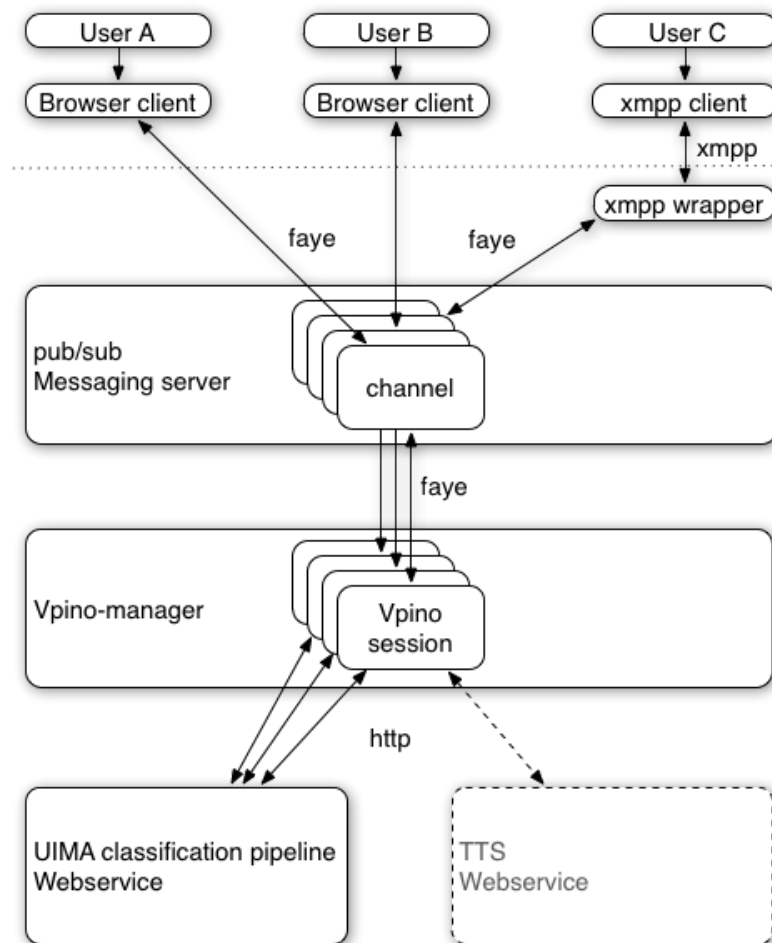 User A
User B
User C
Browser client
Browser client
xmpp client
xmpp
xmpp wrapper
faye
faye
pub/sub
Messaging server
channel
faye
Vpino-manager
Vpino
session
http
UIMA classification pipeline
Webservice
TTS
Webservice